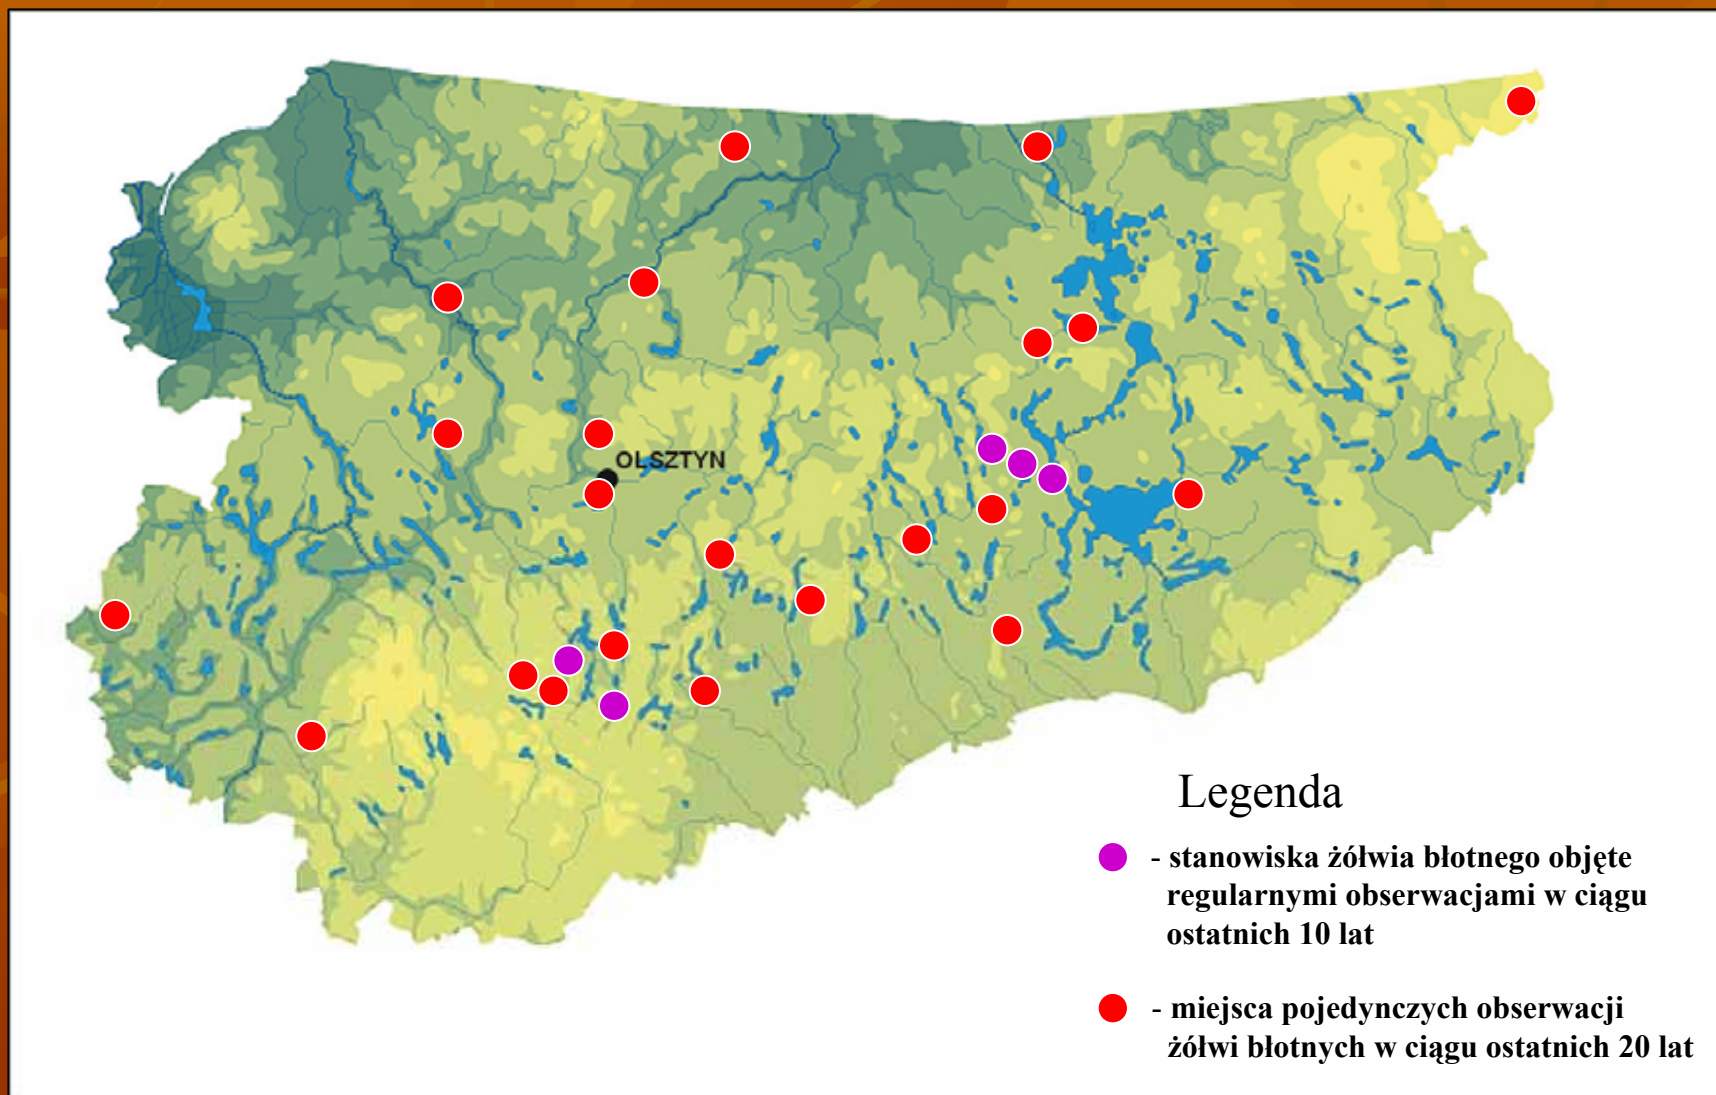 OLSZTYN
Legenda
- stanowiska żółwia błotnego objęte
regularnymi obserwacjami w ciągu
ostatnich 10 lat
- miejsca pojedynczych obserwacji
żółwi błotnych w ciągu ostatnich 20 lat